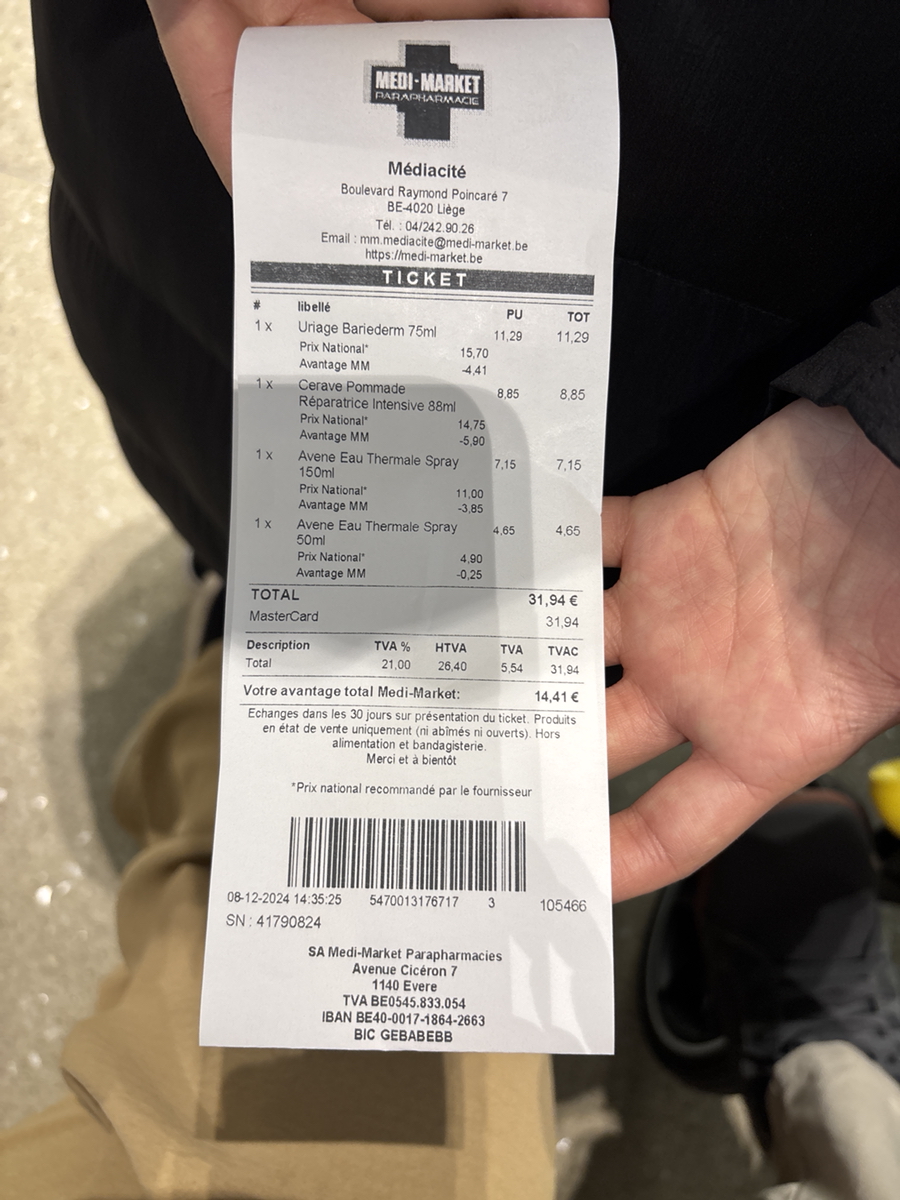 MEDI-MARKET
PARAPHARMACIE
Médiacité
Boulevard Raymond Poincaré 7
BE-4020 Liège
Tél. : 04/242.90.26
Email : mm.mediacite@medi-market.be
https://medi-market.be
TICKET
# libellé PU TOT
1 x Uriage Bariederm 75ml 11,29 11,29
Prix National* 15,70
Avantage MM -4,41
1 x Cerave Pommade 8,85 8,85
Réparatrice Intensive 88ml
Prix National* 14,75
Avantage MM -5,90
1 x Avene Eau Thermale Spray 7,15 7,15
150ml
Prix National* 11,00
Avantage MM -3,85
1 x Avene Eau Thermale Spray 4,65 4,65
50ml
Prix National* 4,90
Avantage MM -0,25
TOTAL 31,94 €
MasterCard 31,94
Description TVA % HTVA TVA TVAC
Total 21,00 26,40 5,54 31,94
Votre avantage total Medi-Market: 14,41 €
Echanges dans les 30 jours sur présentation du ticket. Produits
en état de vente uniquement (ni abîmés ni ouverts). Hors
alimentation et bandagisterie.
Merci et à bientôt
*Prix national recommandé par le fournisseur
08-12-2024 14:35:25 5470013176717 3 105466
SN : 41790824
SA Medi-Market Parapharmacies
Avenue Cicéron 7
1140 Evere
TVA BE0545.833.054
IBAN BE40-0017-1864-2663
BIC GEBABEBB